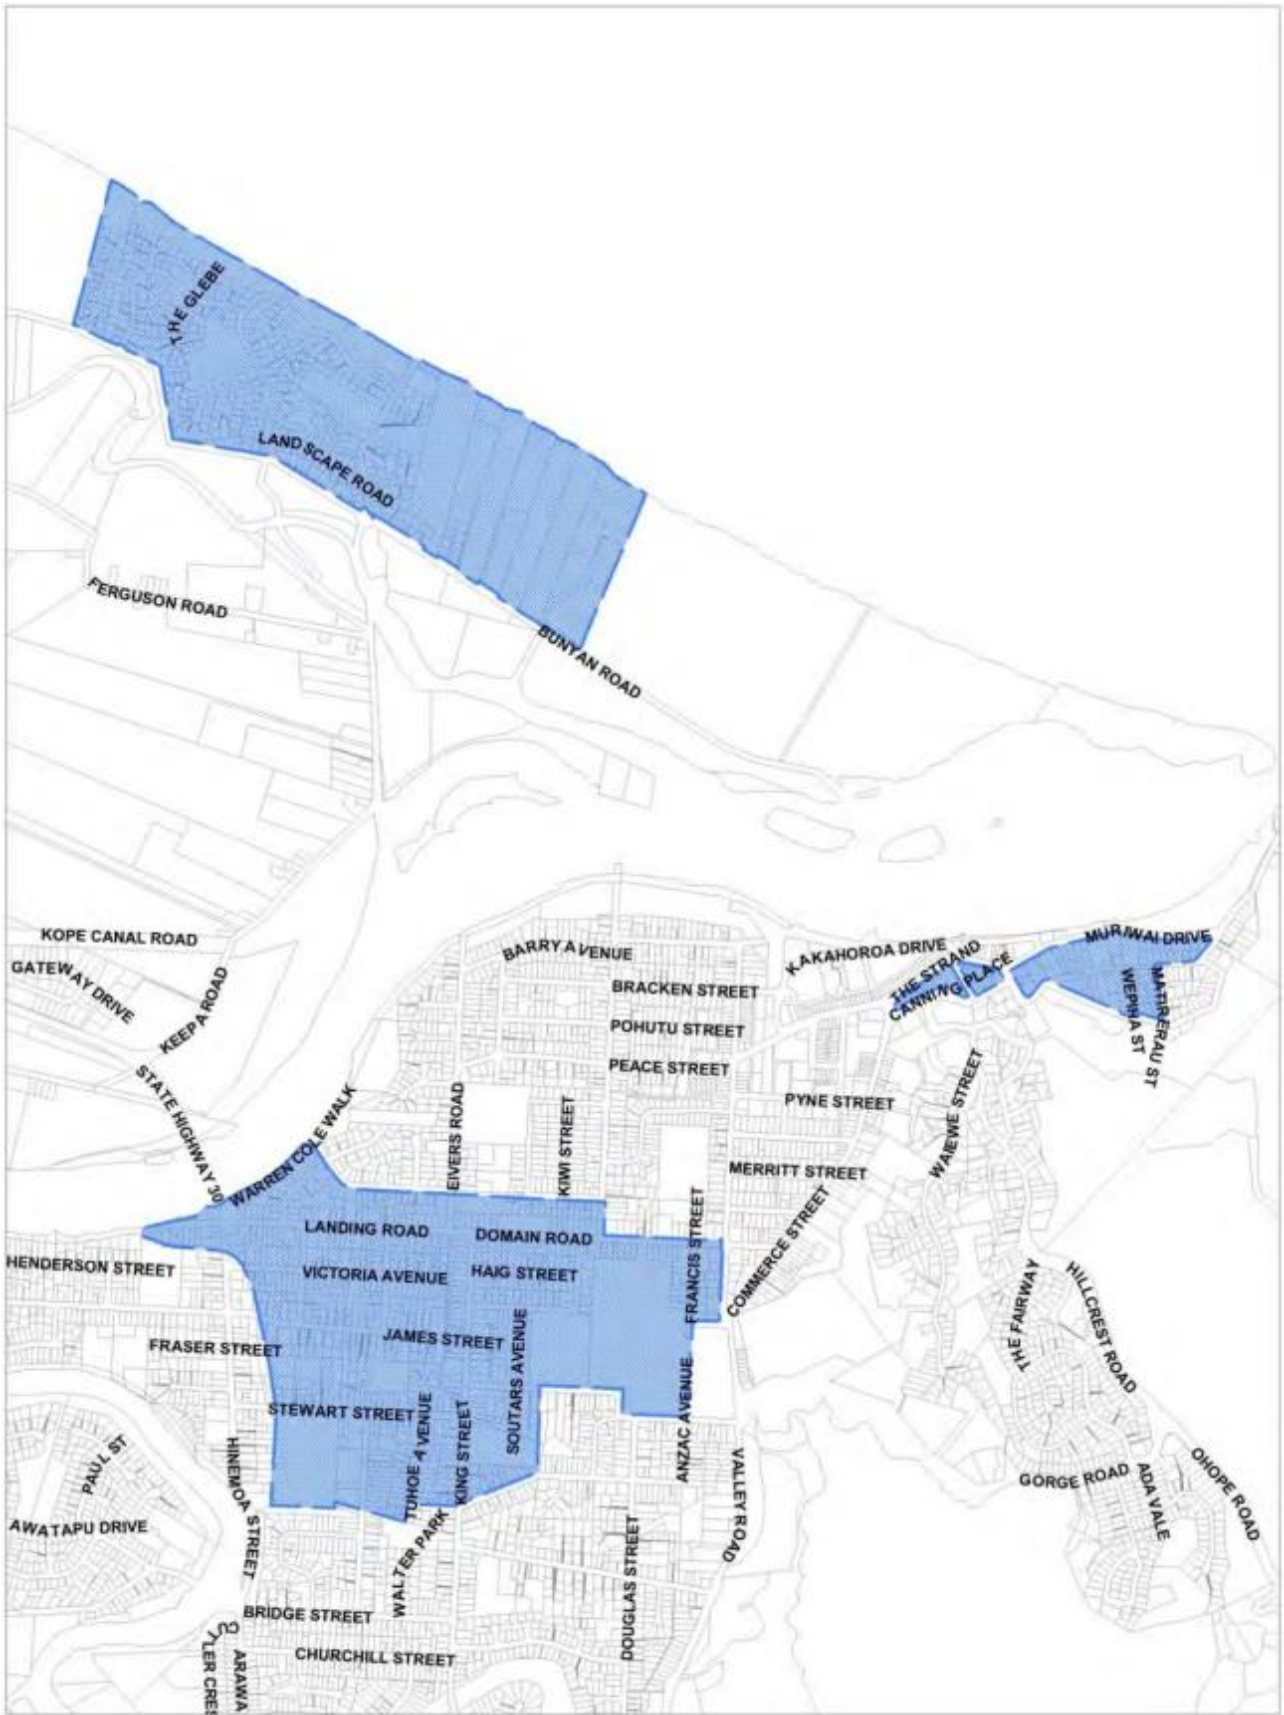 THE GLEBE
LAND SCAPE ROAD
FERGUSON ROAD
BUNYAN ROAD
KOPE CANAL ROAD
GATEWAY DRIVE
KEEPA ROAD
STATE HIGHWAY 30
WARREN COLE WALK
BARRY AVENUE
KAKAHOROA DRIVE
THE STRAND
CANNING PLACE
MURIWAI DRIVE
WEPIHA ST
MATIRERAU ST
BRACKEN STREET
POHUTU STREET
PEACE STREET
EIVERS ROAD
KIWI STREET
PYNE STREET
WAIEWE STREET
MERRITT STREET
COMMERCE STREET
FRANCIS STREET
LANDING ROAD
DOMAIN ROAD
HENDERSON STREET
VICTORIA AVENUE
HAIG STREET
THE FAIRWAY
HILLCREST ROAD
FRASER STREET
JAMES STREET
SOUTARS AVENUE
ANZAC AVENUE
STEWART STREET
TUHOE AVENUE
KING STREET
PAUL ST
HINEMOA STREET
VALLEY ROAD
GORGE ROAD
ADA VALE
OHOPE ROAD
AWATAPU DRIVE
WALTER PARK
DOUGLAS STREET
BRIDGE STREET
CHURCHILL STREET
ARAWA